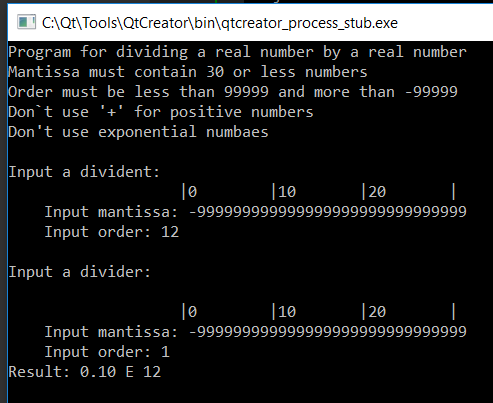 C:\Qt\Tools\QtCreator\bin\qtcreator_process_stub.exe
Program for dividing a real number by a real number
Mantissa must contain 30 or less numbers
Order must be less than 99999 and more than -99999
Don`t use '+' for positive numbers
Don't use exponential numbaes
Input a divident:
|0        |10       |20       |
Input mantissa: -999999999999999999999999999999
Input order: 12
Input a divider:
|0        |10       |20       |
Input mantissa: -999999999999999999999999999999
Input order: 1
Result: 0.10 E 12